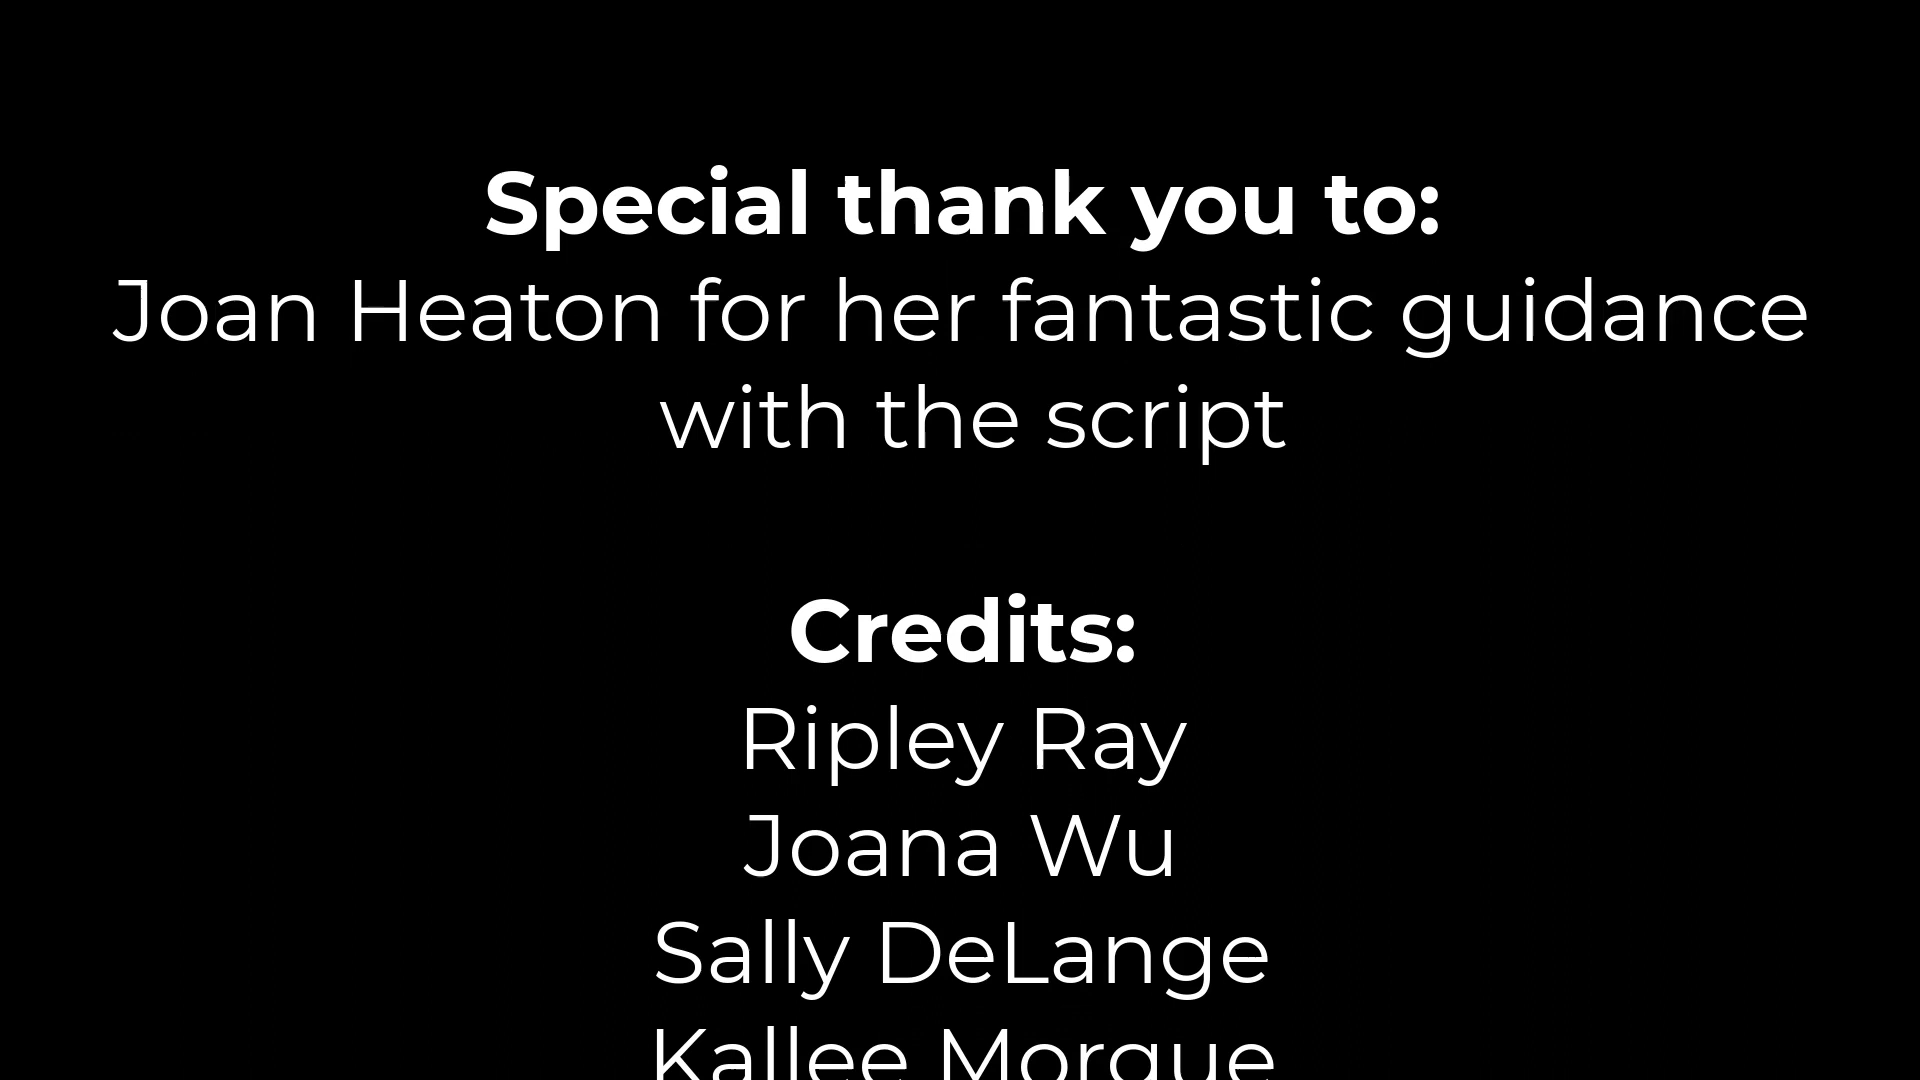 Special thank you to:
Joan Heaton for her fantastic guidance
with the script
Credits:
Ripley Ray
Joana Wu
Sally DeLange
Kallee Morgue